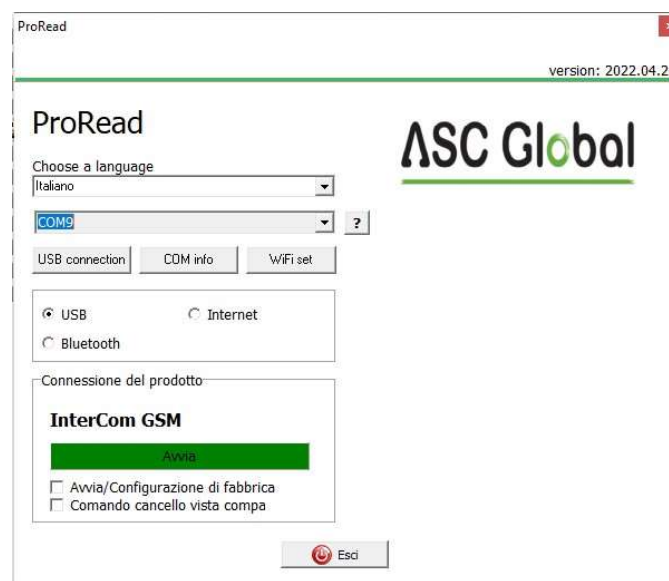 ProRead
version: 2022.04.2
ProRead
ASC Global
Choose a language
Italiano
COM9
?
USB connection COM info WiFi set
USB Internet
Bluetooth
Connessione del prodotto
InterCom GSM
Avvia
Avvia/Configurazione di fabbrica
Comando cancello vista compa
Esci